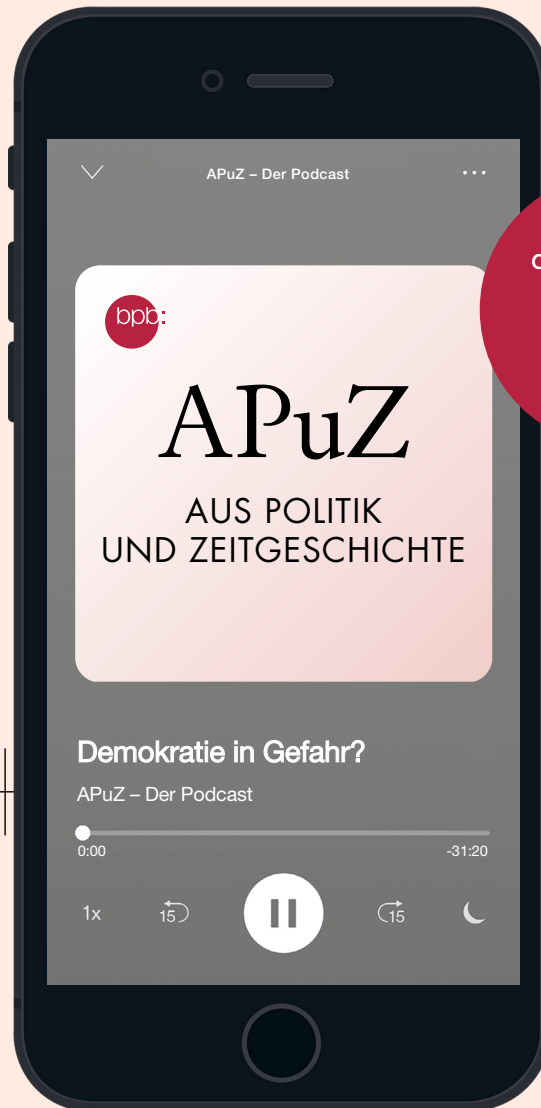 APuZ – Der Podcast
bpb:
APuZ
AUS POLITIK
UND ZEITGESCHICHTE
Demokratie in Gefahr?
APuZ – Der Podcast
0:00 -31:20
1x 15 15